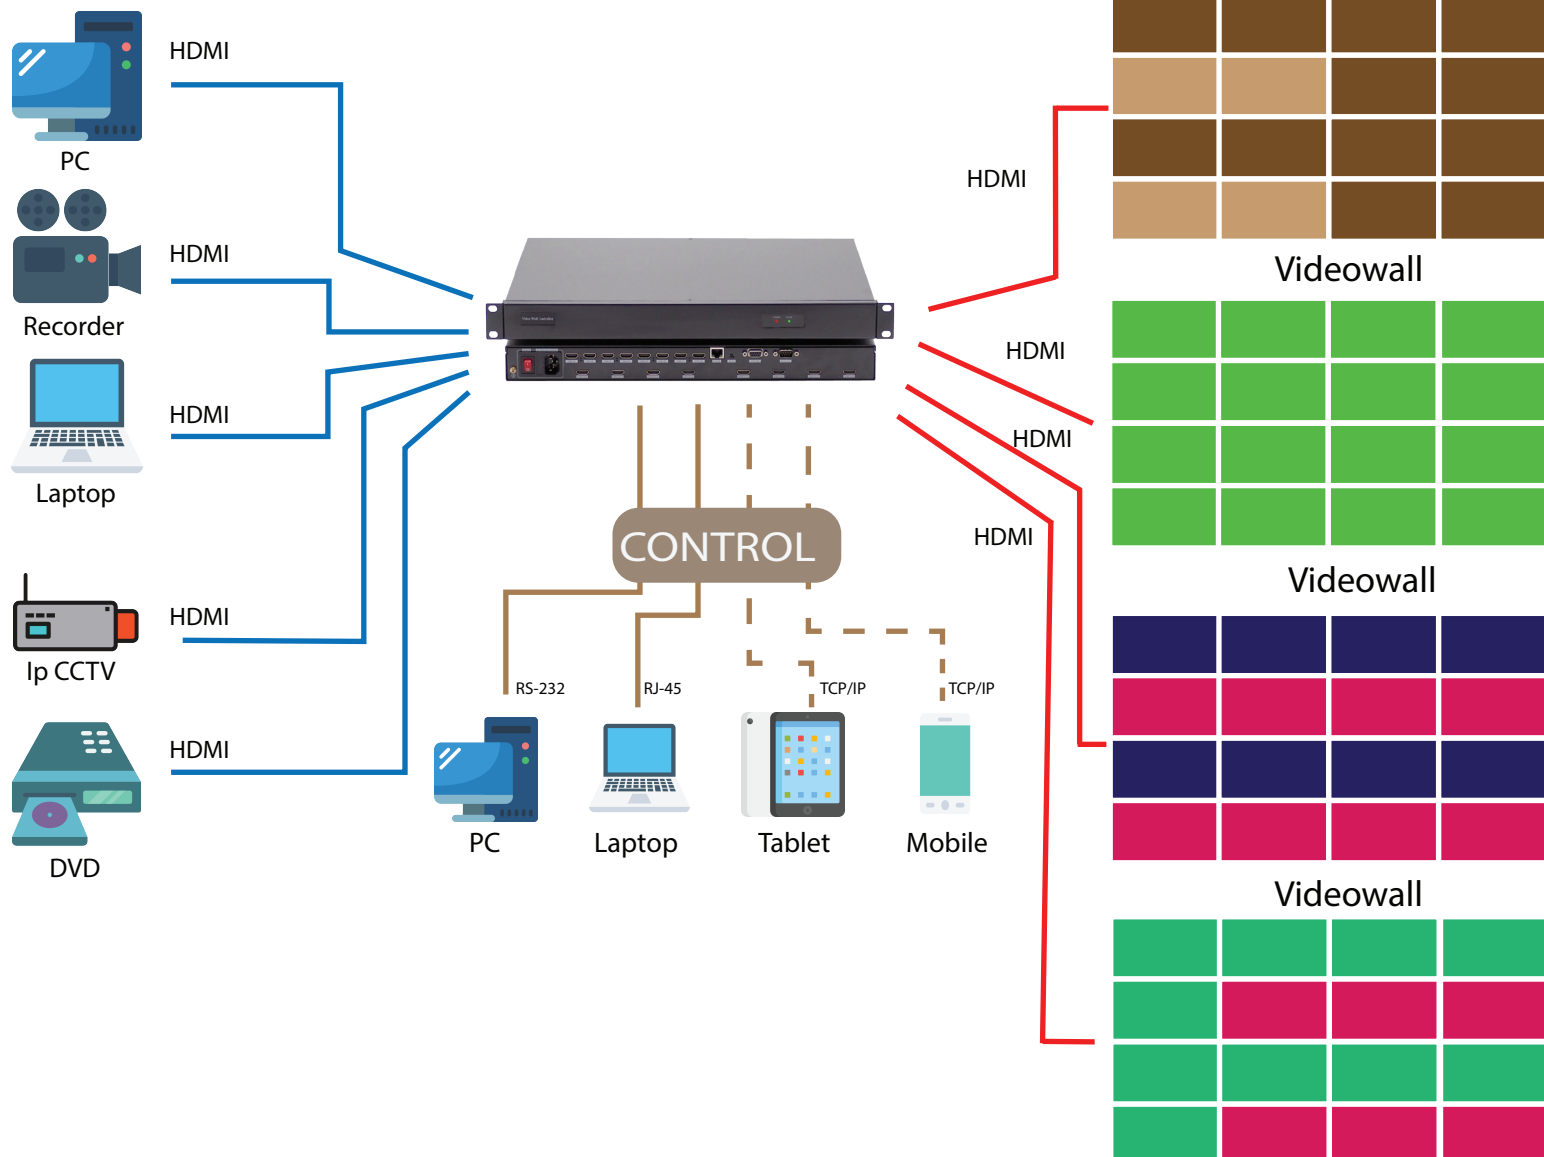 HDMI
PC
HDMI
Recorder
HDMI
Laptop
HDMI
Ip CCTV
HDMI
DVD
CONTROL
RS-232
RJ-45
TCP/IP
TCP/IP
PC
Laptop
Tablet
Mobile
HDMI
HDMI
HDMI
HDMI
Videowall
Videowall
Videowall